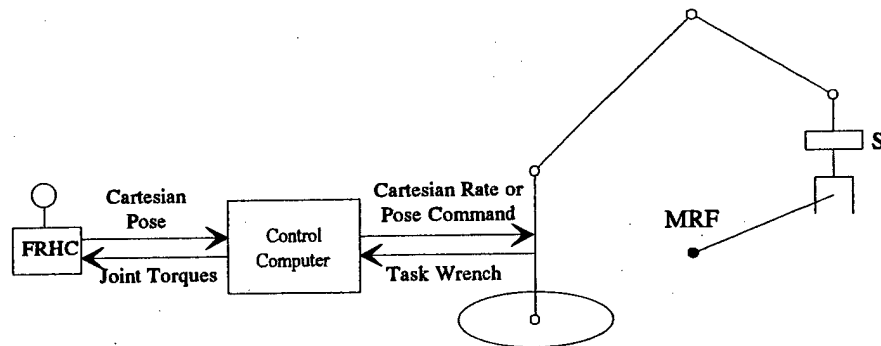 FRHC
Cartesian
Pose
Joint Torques
Control
Computer
Cartesian Rate or
Pose Command
Task Wrench
MRF
S